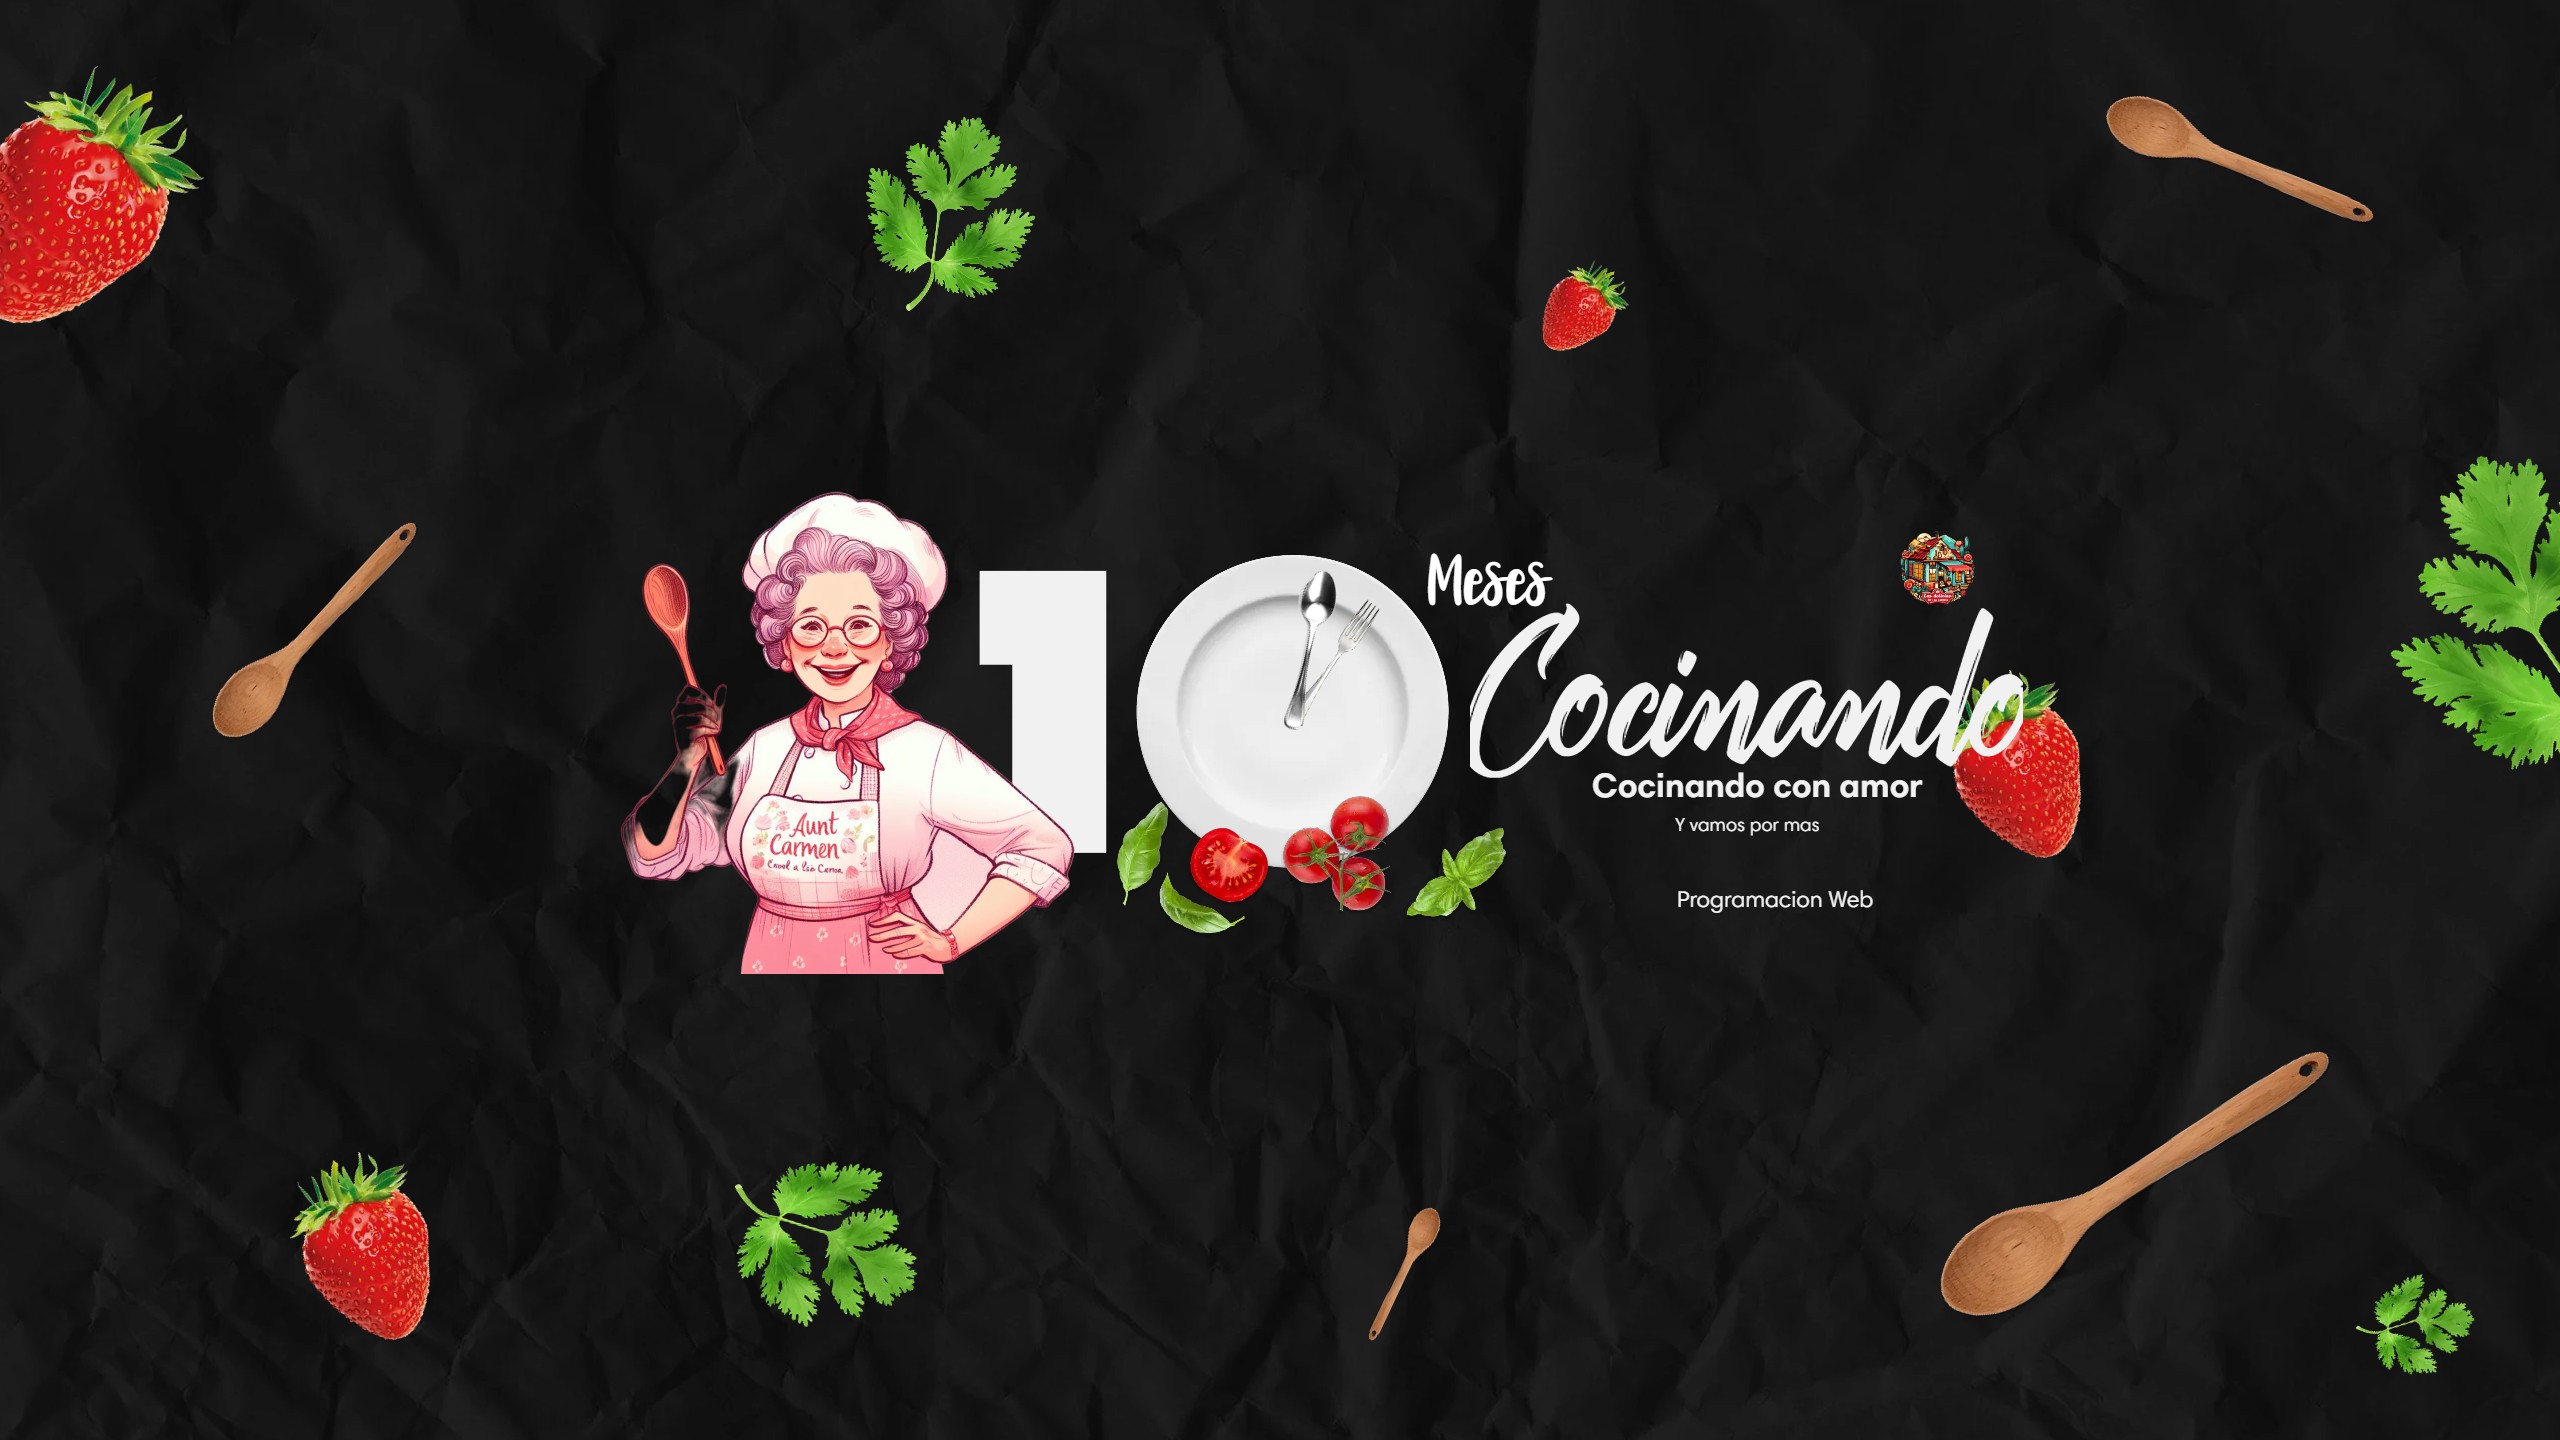 10
Meses
Cocinando
Cocinando con amor
Y vamos por mas
Programacion Web
Aunt
Carmen